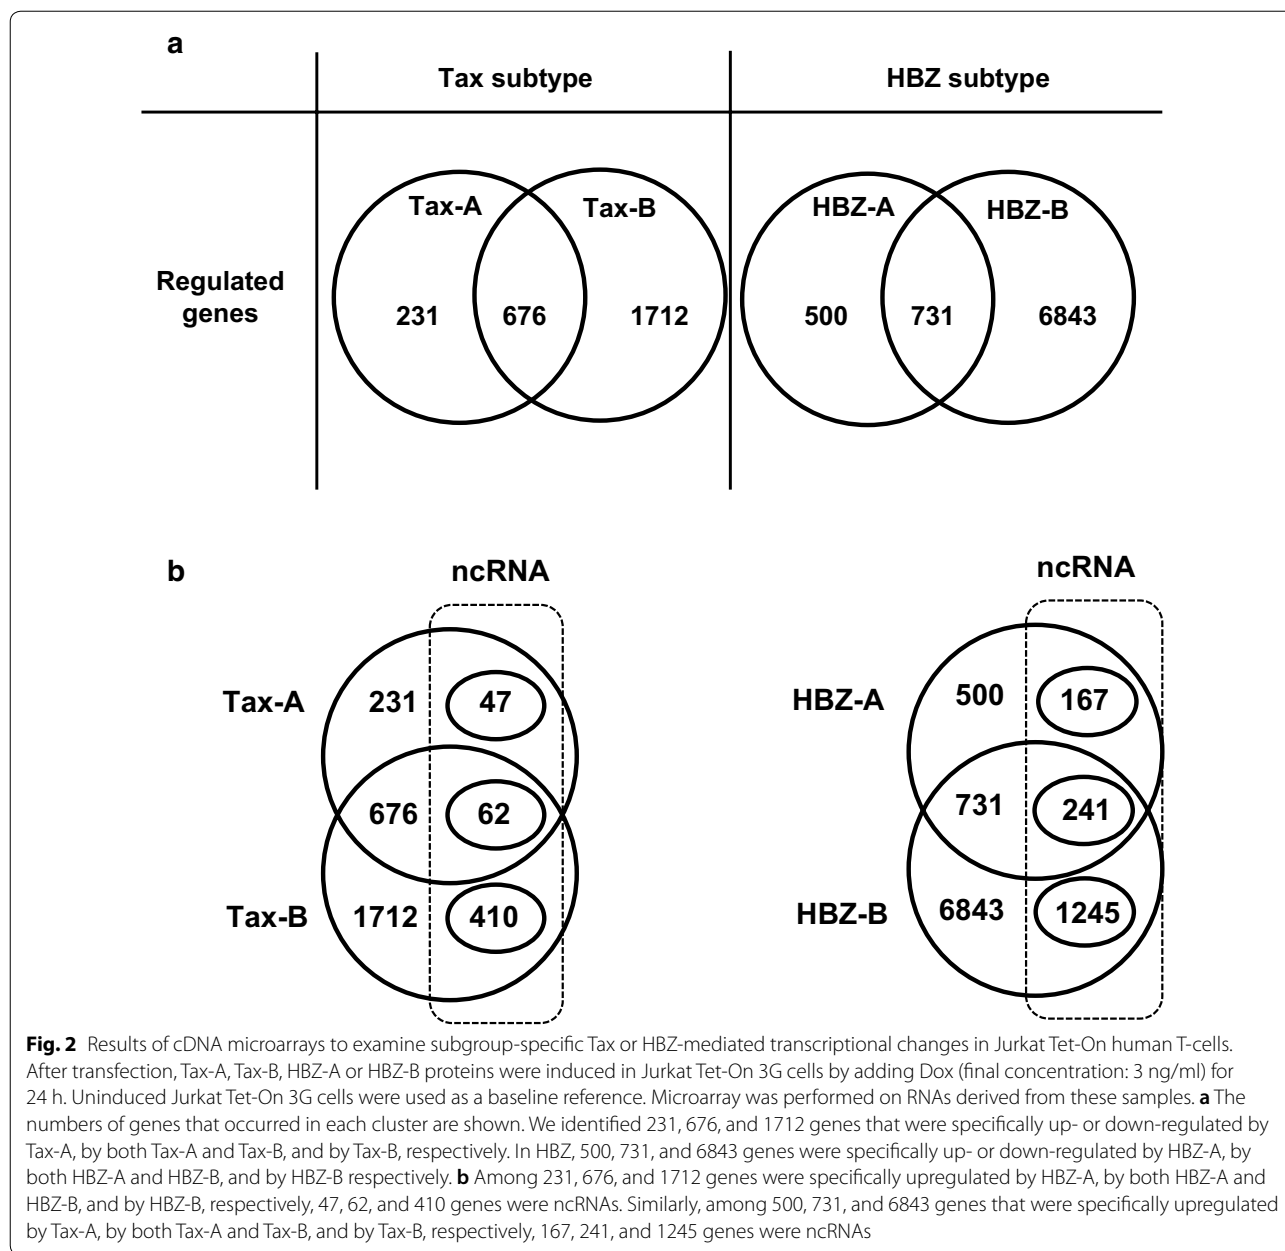 a
Tax subtype
HBZ subtype
Regulated
genes
Tax-A
Tax-B
231
676
1712
HBZ-A
HBZ-B
500
731
6843
b
ncRNA
Tax-A
231
47
676
62
Tax-B
1712
410
ncRNA
HBZ-A
500
167
731
241
HBZ-B
6843
1245
Fig. 2 Results of cDNA microarrays to examine subgroup-specific Tax or HBZ-mediated transcriptional changes in Jurkat Tet-On human T-cells.
After transfection, Tax-A, Tax-B, HBZ-A or HBZ-B proteins were induced in Jurkat Tet-On 3G cells by adding Dox (final concentration: 3 ng/ml) for
24 h. Uninduced Jurkat Tet-On 3G cells were used as a baseline reference. Microarray was performed on RNAs derived from these samples. a The
numbers of genes that occurred in each cluster are shown. We identified 231, 676, and 1712 genes that were specifically up- or down-regulated by
Tax-A, by both Tax-A and Tax-B, and by Tax-B, respectively. In HBZ, 500, 731, and 6843 genes were specifically up- or down-regulated by HBZ-A, by
both HBZ-A and HBZ-B, and by HBZ-B respectively. b Among 231, 676, and 1712 genes were specifically upregulated by HBZ-A, by both HBZ-A and
HBZ-B, and by HBZ-B, respectively, 47, 62, and 410 genes were ncRNAs. Similarly, among 500, 731, and 6843 genes that were specifically upregulated
by Tax-A, by both Tax-A and Tax-B, and by Tax-B, respectively, 167, 241, and 1245 genes were ncRNAs